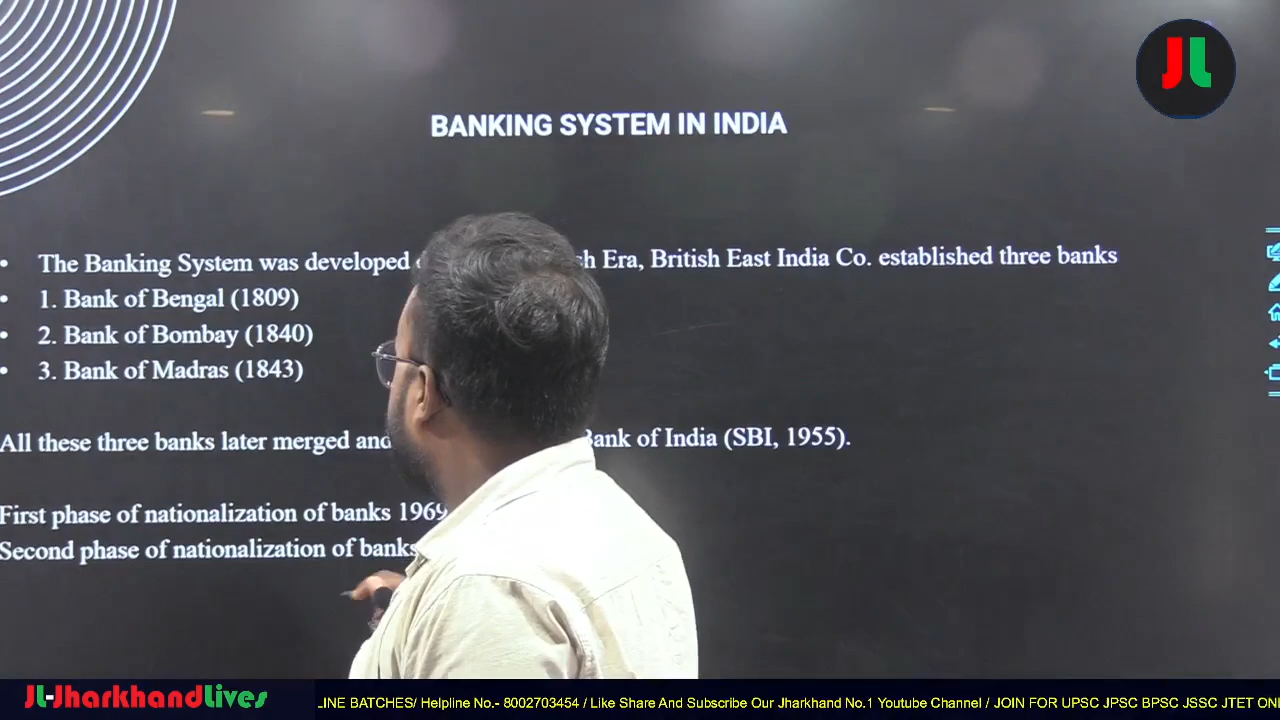 JL
BANKING SYSTEM IN INDIA
• The Banking System was developed sh Era, British East India Co. established three banks
• 1. Bank of Bengal (1809)
• 2. Bank of Bombay (1840)
• 3. Bank of Madras (1843)
All these three banks later merged and Bank of India (SBI, 1955).
First phase of nationalization of banks 1969
Second phase of nationalization of banks
JL-JharkhandLives LINE BATCHES/ Helpline No.- 8002703454 / Like Share And Subscribe Our Jharkhand No.1 Youtube Channel / JOIN FOR UPSC JPSC BPSC JSSC JTET ONL